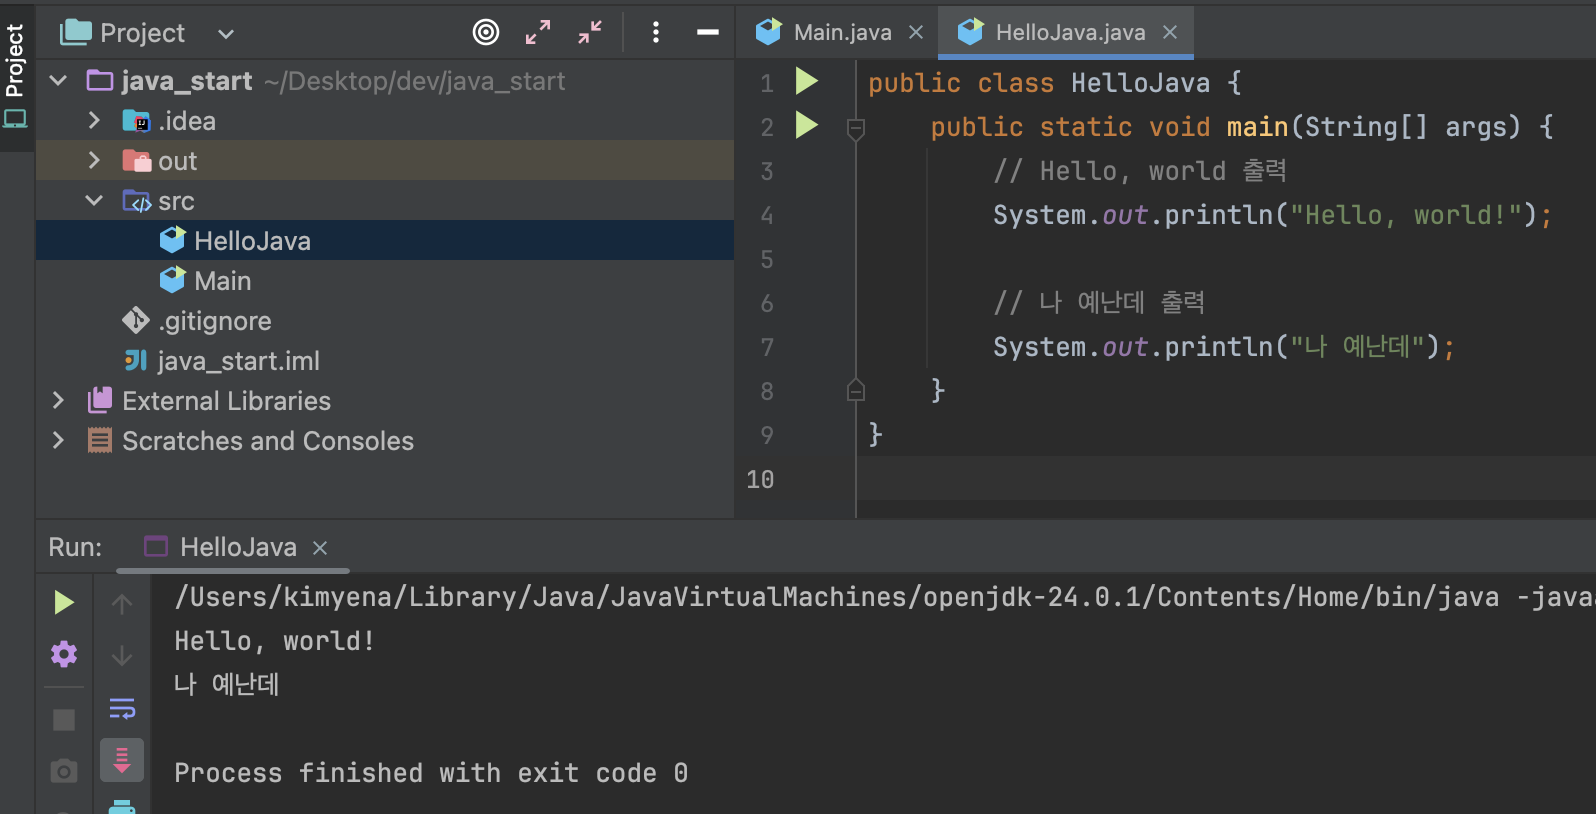 Project
Project
java_start ~/Desktop/dev/java_start
.idea
out
src
HelloJava
Main
.gitignore
java_start.iml
External Libraries
Scratches and Consoles
Main.java
HelloJava.java
1 public class HelloJava {
2 public static void main(String[] args) {
3 // Hello, world 출력
4 System.out.println("Hello, world!");
5
6 // 나 예난데 출력
7 System.out.println("나 예난데");
8 }
9 }
10
Run: HelloJava
/Users/kimyena/Library/Java/JavaVirtualMachines/openjdk-24.0.1/Contents/Home/bin/java
Hello, world!
나 예난데
Process finished with exit code 0